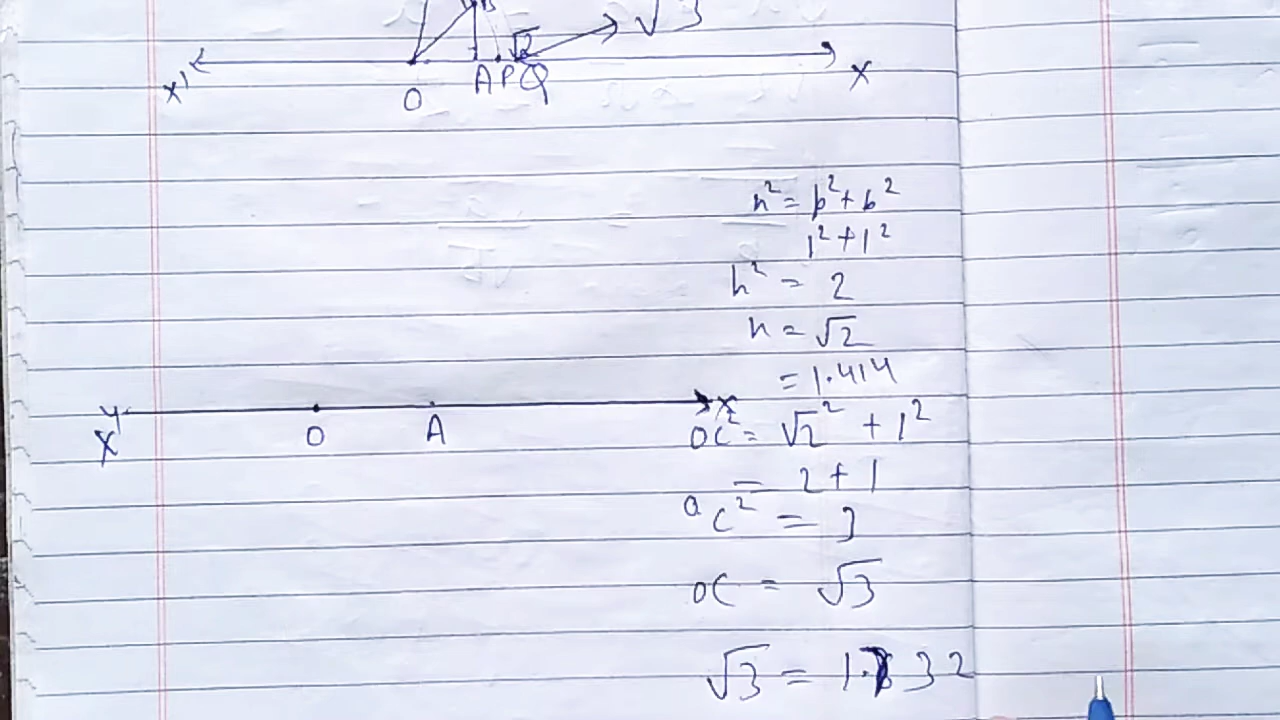 √2 √3
X' O A P Q X
h² = p² + b²
1² + 1²
h² = 2
h = √2
= 1.414
X' O A X
OC² = √2² + 1²
= 2 + 1
OC² = 3
OC = √3
√3 = 1.732